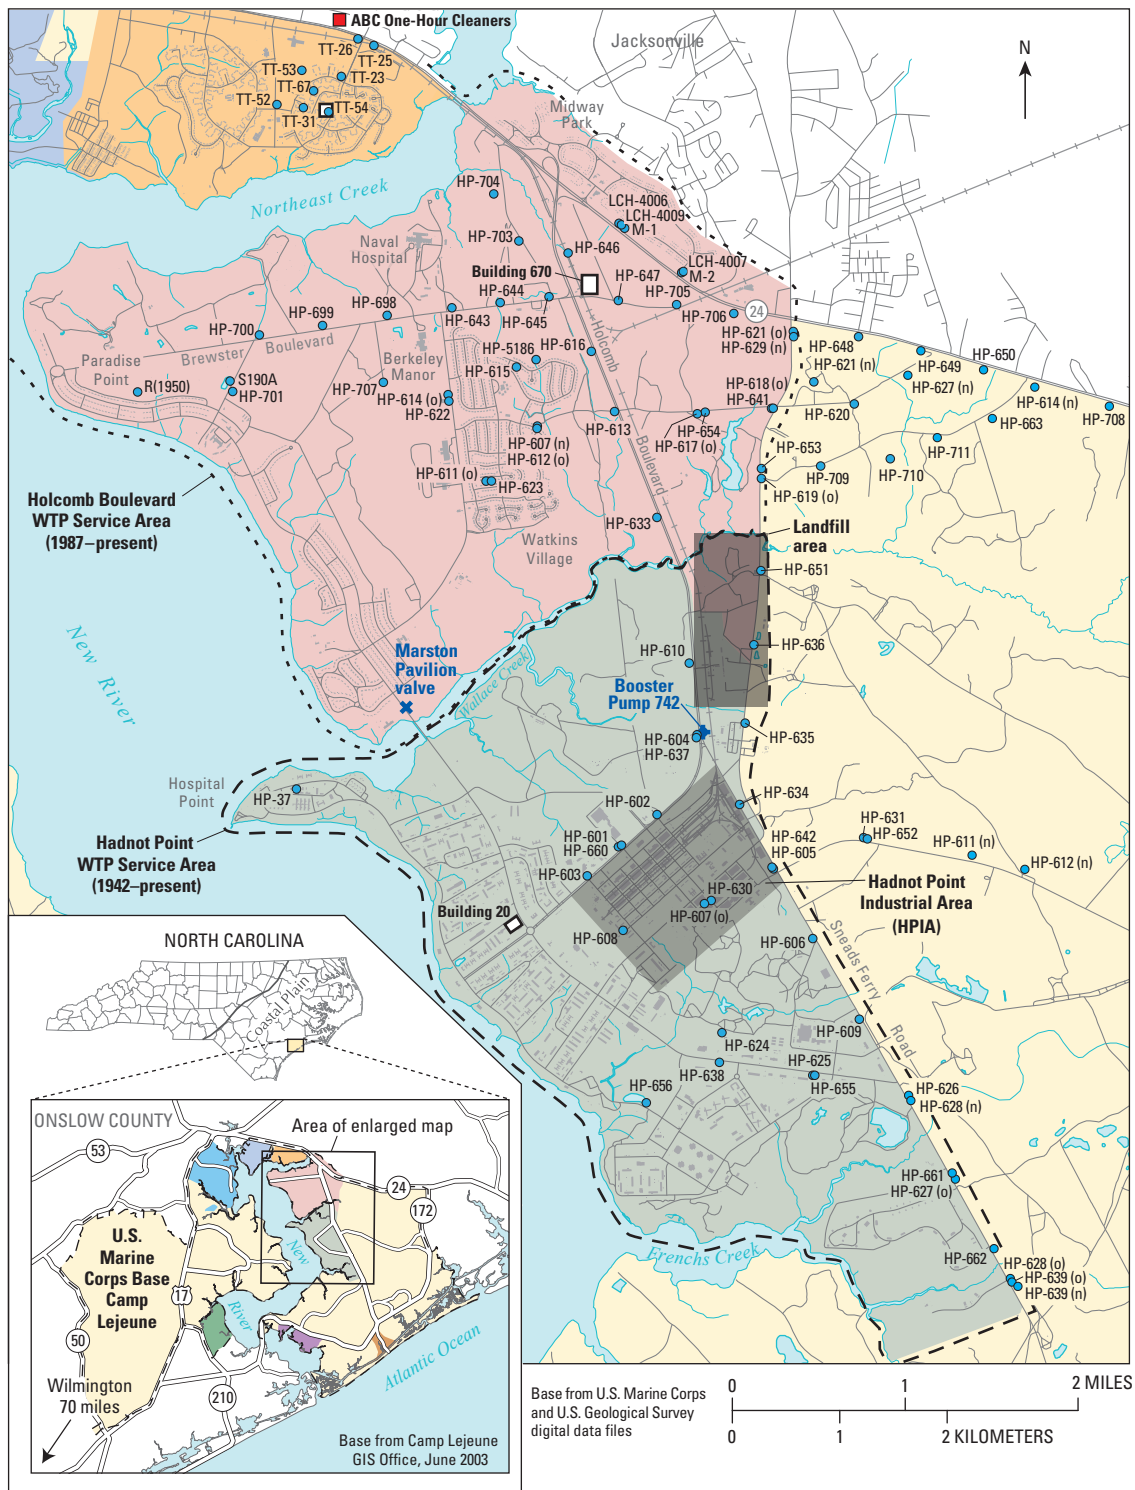 ABC One-Hour Cleaners
TT-26
TT-25
TT-53
TT-23
TT-67
TT-52
TT-54
TT-31
Jacksonville
N
Midway
Park
Northeast Creek
HP-704
LCH-4006
LCH-4009
M-1
HP-703
Naval
Hospital
HP-646
LCH-4007
M-2
Building 670
HP-647
HP-644
HP-705
HP-698
HP-643
HP-645
HP-706
24
HP-699
HP-700
Brewster
Boulevard
Holcomb
Boulevard
HP-621 (o)
HP-629 (n)
HP-648
HP-616
HP-5186
HP-615
Paradise
Point
Berkeley
Manor
HP-621 (n)
HP-649
HP-650
HP-627 (n)
S190A
R(1950)
HP-701
HP-707
HP-614 (o)
HP-622
HP-618 (o)
HP-641
HP-620
HP-614 (n)
HP-663
HP-708
HP-613
HP-654
HP-617 (o)
HP-607 (n)
HP-612 (o)
HP-711
HP-653
HP-709
HP-710
HP-611 (o)
HP-623
HP-619 (o)
Holcomb Boulevard
WTP Service Area
(1987–present)
HP-633
Watkins
Village
Landfill
area
HP-651
New
River
HP-636
Marston
Pavilion
valve
Wallace Creek
HP-610
Booster
Pump 742
HP-604
HP-637
HP-635
Hospital
Point
HP-37
HP-602
HP-634
Hadnot Point
WTP Service Area
(1942–present)
HP-601
HP-660
HP-642
HP-605
HP-631
HP-652
HP-611 (n)
HP-612 (n)
HP-603
HP-630
HP-607 (o)
Hadnot Point
Industrial Area
(HPIA)
Building 20
HP-608
HP-606
Sneads Ferry
Road
HP-609
HP-624
HP-638
HP-625
HP-655
HP-656
HP-626
HP-628 (n)
HP-661
HP-627 (o)
Frenchs Creek
HP-662
HP-628 (o)
HP-639 (o)
HP-639 (n)
NORTH CAROLINA
Coastal Plain
ONSLOW COUNTY
Area of enlarged map
53
24
172
U.S.
Marine
Corps Base
Camp
Lejeune
New
River
17
50
210
Wilmington
70 miles
Atlantic Ocean
Base from Camp Lejeune
GIS Office, June 2003
Base from U.S. Marine Corps
and U.S. Geological Survey
digital data files
0 1 2 MILES
0 1 2 KILOMETERS